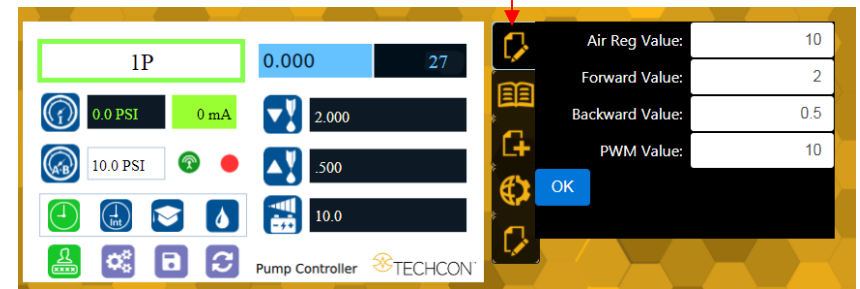 1P
0.000 27
0.0 PSI 0 mA
2.000
A-B
10.0 PSI
.500
Int
10.0
Pump Controller TECHCON
Air Reg Value: 10
Forward Value: 2
Backward Value: 0.5
PWM Value: 10
OK